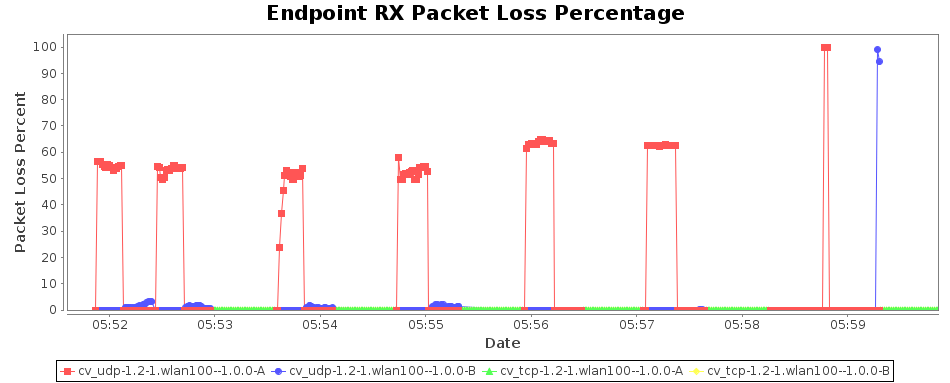 Endpoint RX Packet Loss Percentage
Packet Loss Percent
100
90
80
70
60
50
40
30
20
10
0
05:52 05:53 05:54 05:55 05:56 05:57 05:58 05:59
Date
cv_udp-1.2-1.wlan100--1.0.0-A cv_udp-1.2-1.wlan100--1.0.0-B cv_tcp-1.2-1.wlan100--1.0.0-A cv_tcp-1.2-1.wlan100--1.0.0-B